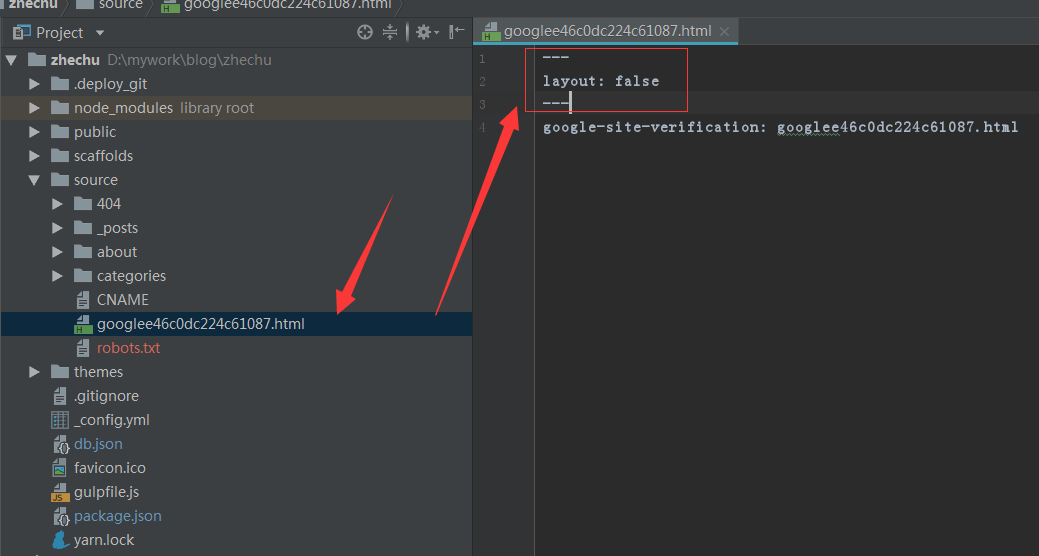 zhechu source googlee46c0dc224c61087.html
Project
googlee46c0dc224c61087.html
zhechu D:\mywork\blog\zhechu
.deploy_git
node_modules library root
public
scaffolds
source
404
_posts
about
categories
CNAME
googlee46c0dc224c61087.html
robots.txt
themes
.gitignore
_config.yml
db.json
favicon.ico
gulpfile.js
package.json
yarn.lock
1 ---
2 layout: false
3 ---
4 google-site-verification: googlee46c0dc224c61087.html